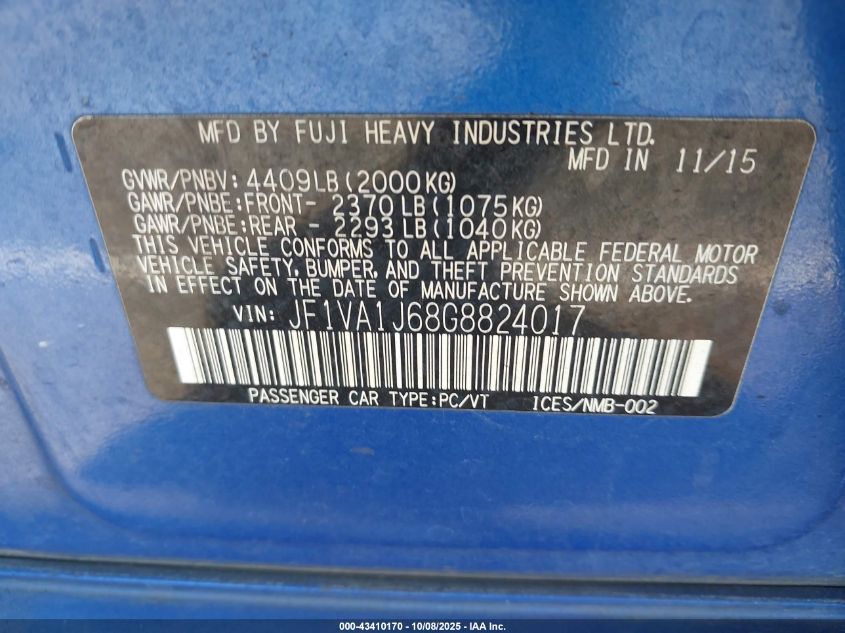 MFD BY FUJI HEAVY INDUSTRIES LTD.
MFD IN 11/15
GVWR/PNBV: 4409LB(2000KG)
GAWR/PNBE:FRONT- 2370LB(1075KG)
GAWR/PNBE:REAR - 2293LB(1040KG)
THIS VEHICLE CONFORMS TO ALL APPLICABLE FEDERAL MOTOR
VEHICLE SAFETY, BUMPER, AND THEFT PREVENTION STANDARDS
IN EFFECT ON THE DATE OF MANUFACTURE SHOWN ABOVE.
VIN: JF1VA1J68G8824017
PASSENGER CAR TYPE:PC/VT ICES/NMB-002
000-43410170 - 10/08/2025 - IAA Inc.